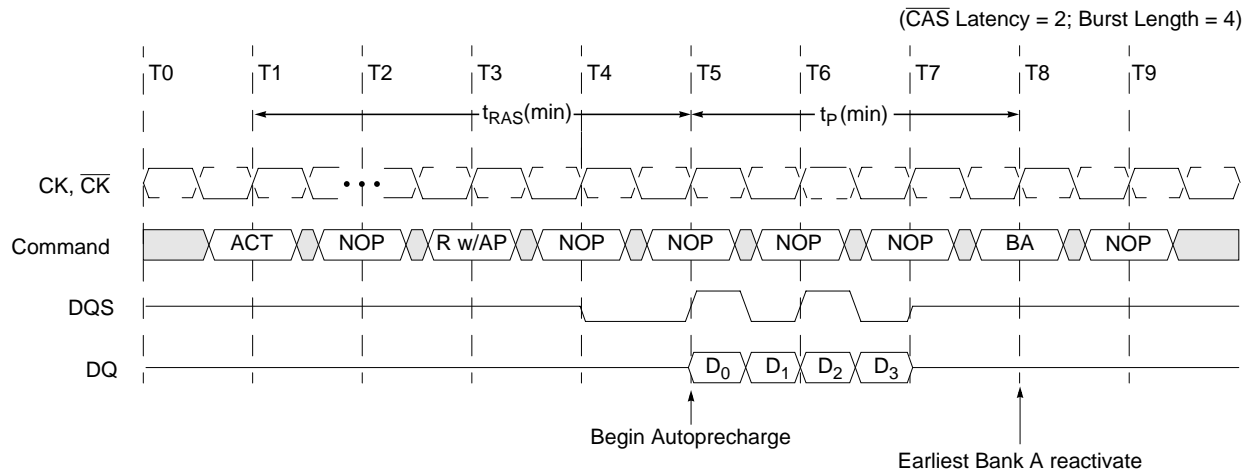 (CAS Latency = 2; Burst Length = 4)
T0 T1 T2 T3 T4 T5 T6 T7 T8 T9
tRAS(min) tP(min)
CK, CK
Command ACT NOP R w/AP NOP NOP NOP NOP BA NOP
DQS
DQ D0 D1 D2 D3
Begin Autoprecharge
Earliest Bank A reactivate